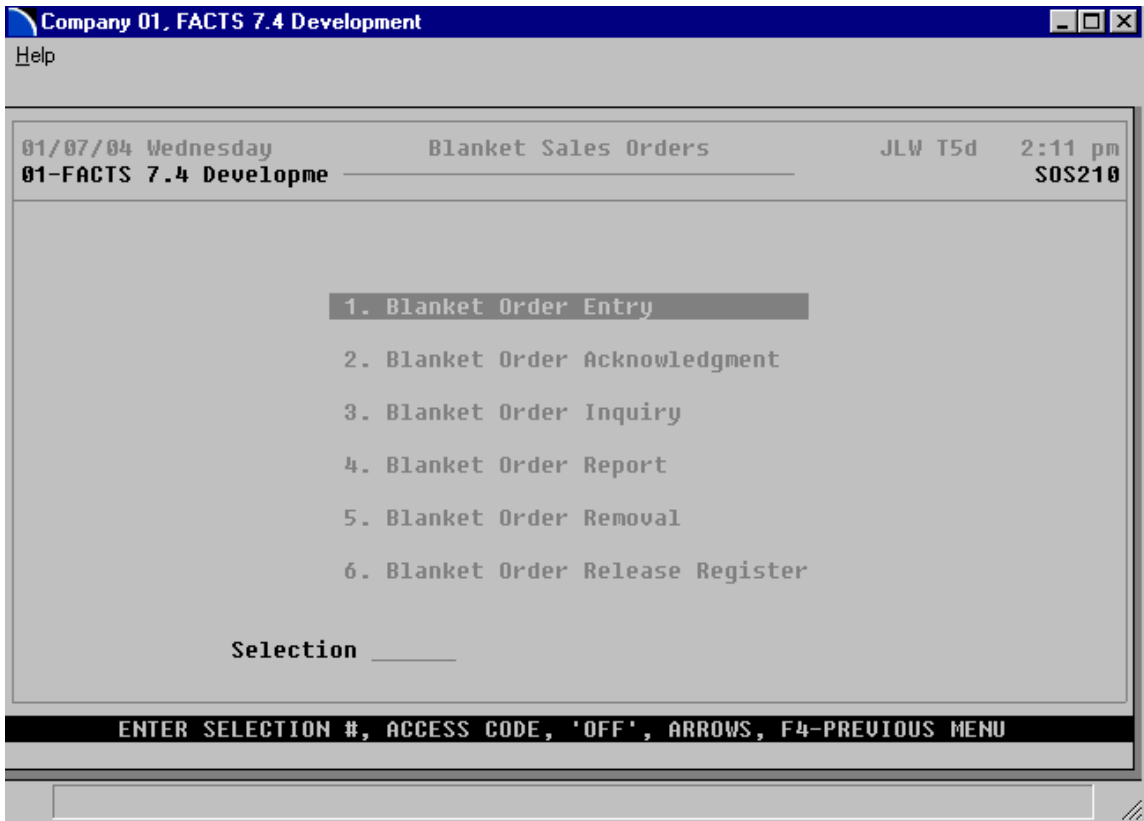 Company 01, FACTS 7.4 Development
Help
01/07/04 Wednesday Blanket Sales Orders JLW T5d 2:11 pm
01-FACTS 7.4 Developme SOS210
1. Blanket Order Entry
2. Blanket Order Acknowledgment
3. Blanket Order Inquiry
4. Blanket Order Report
5. Blanket Order Removal
6. Blanket Order Release Register
Selection ______
ENTER SELECTION #, ACCESS CODE, 'OFF', ARROWS, F4-PREVIOUS MENU